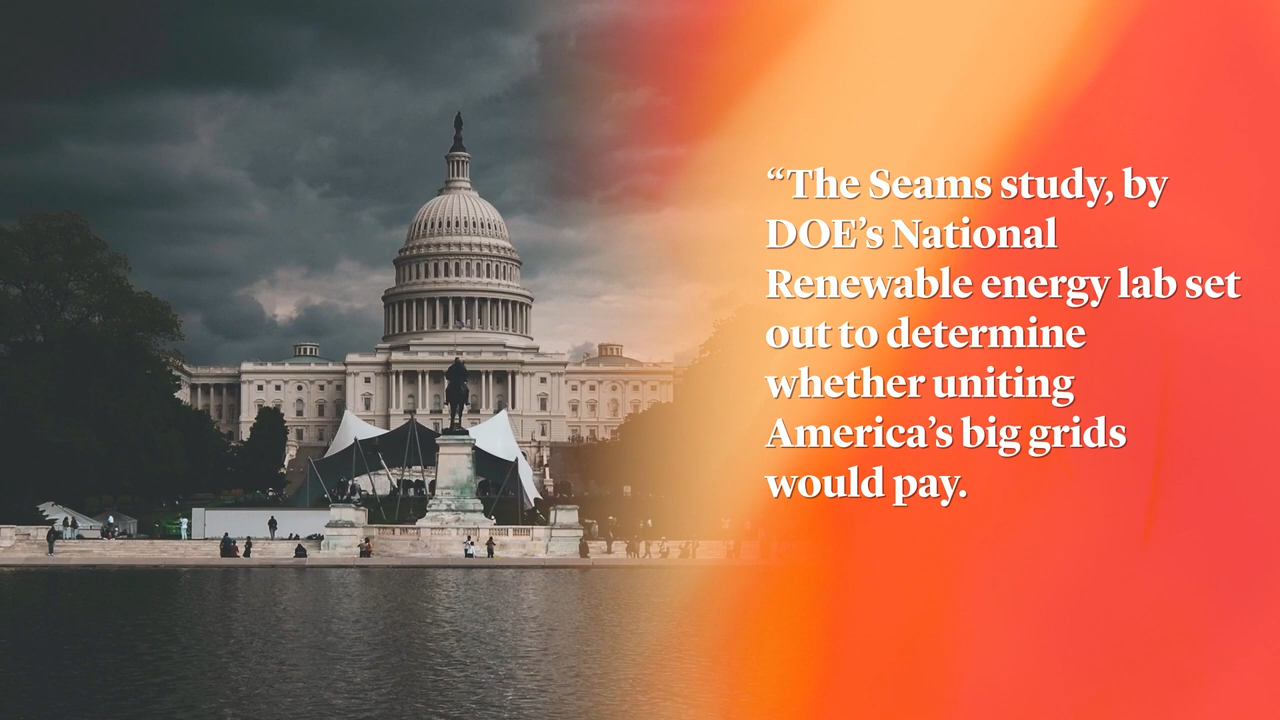 “The Seams study, by
DOE’s National
Renewable energy lab set
out to determine
whether uniting
America’s big grids
would pay.